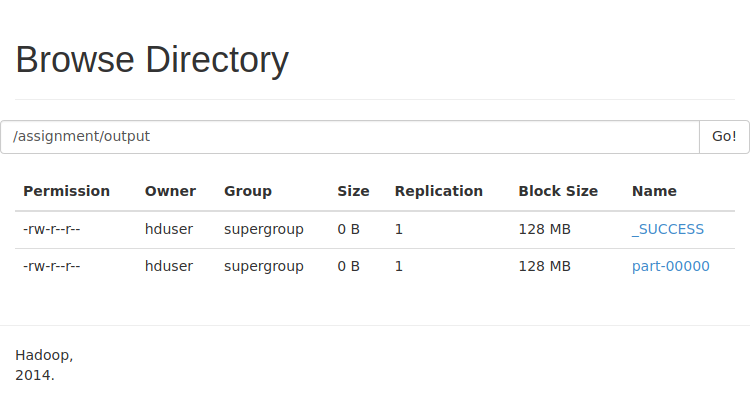 Browse Directory
/assignment/output Go!
Permission Owner Group Size Replication Block Size Name
-rw-r--r-- hduser supergroup 0 B 1 128 MB _SUCCESS
-rw-r--r-- hduser supergroup 0 B 1 128 MB part-00000
Hadoop,
2014.